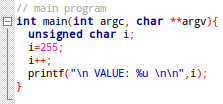 // main program
int main(int argc, char **argv){
unsigned char i;
i=255;
i++;
printf("\n VALUE: %u \n\n",i);
}